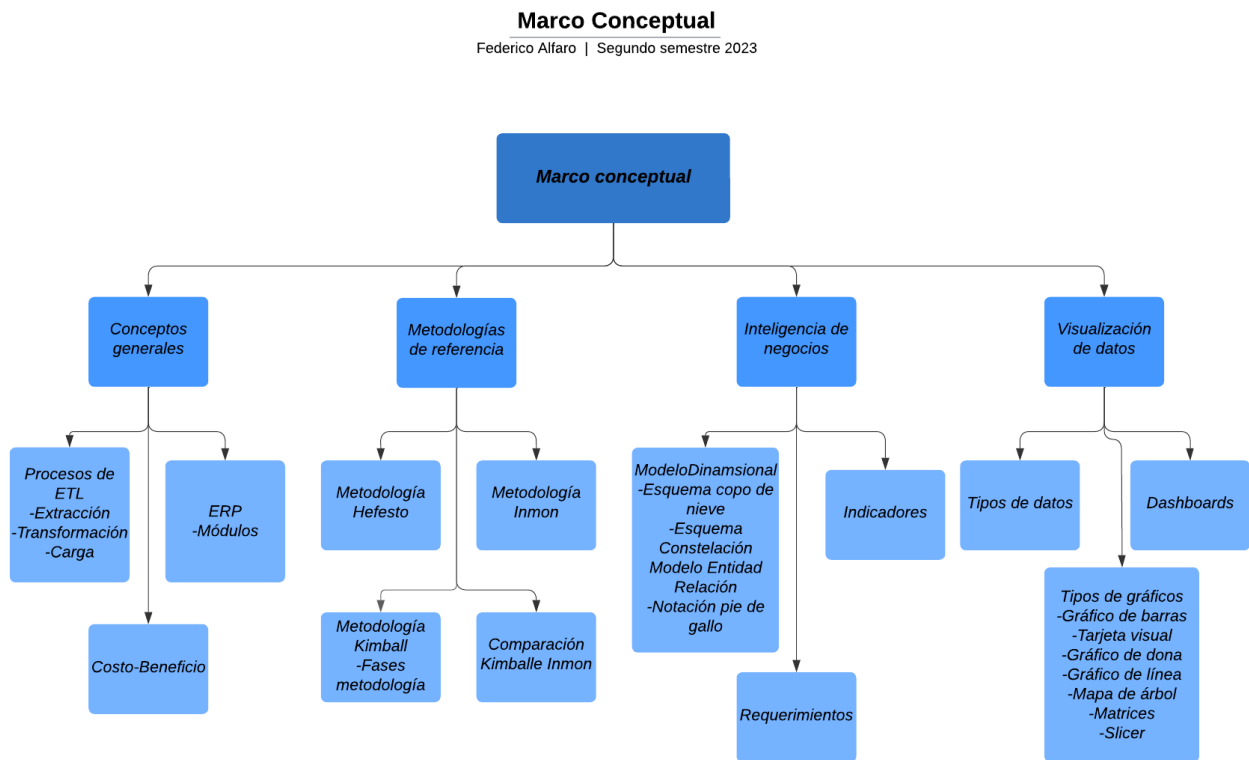 Marco Conceptual
Federico Alfaro | Segundo semestre 2023
Marco conceptual
Conceptos
generales
Metodologías
de referencia
Inteligencia de
negocios
Visualización
de datos
Procesos de
ETL
-Extracción
-Transformación
-Carga
ERP
-Módulos
Costo-Beneficio
Metodología
Hefesto
Metodología
Inmon
Metodología
Kimball
-Fases
metodología
Comparación
Kimballe Inmon
ModeloDinamsional
-Esquema copo de
nieve
-Esquema
Constelación
Modelo Entidad
Relación
-Notación pie de
gallo
Indicadores
Requerimientos
Tipos de datos
Dashboards
Tipos de gráficos
-Gráfico de barras
-Tarjeta visual
-Gráfico de dona
-Gráfico de línea
-Mapa de árbol
-Matrices
-Slicer